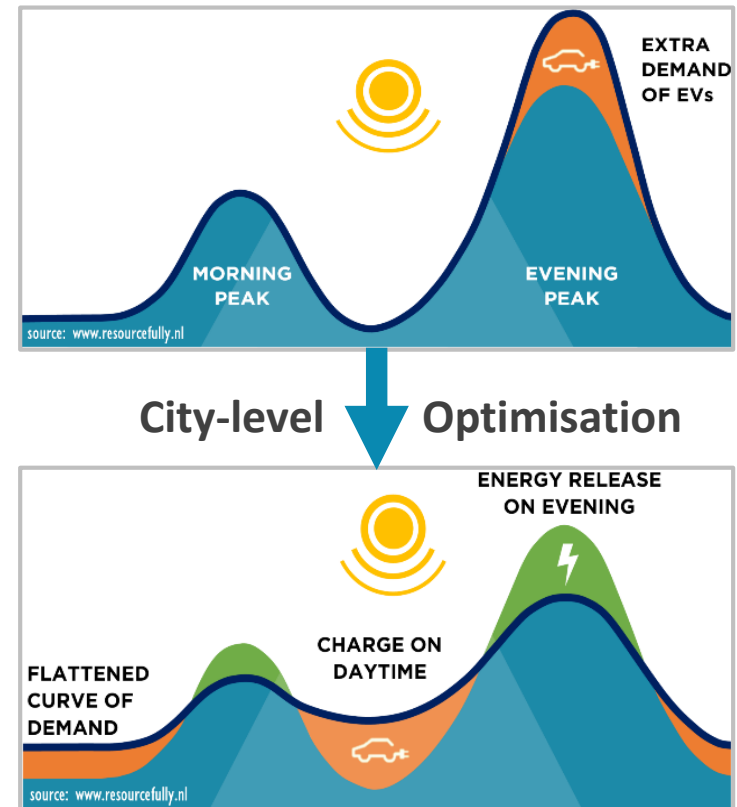 EXTRA
DEMAND
OF EVs
MORNING
PEAK
EVENING
PEAK
source: www.resourcefully.nl
City-level Optimisation
ENERGY RELEASE
ON EVENING
CHARGE ON
DAYTIME
FLATTENED
CURVE OF
DEMAND
source: www.resourcefully.nl